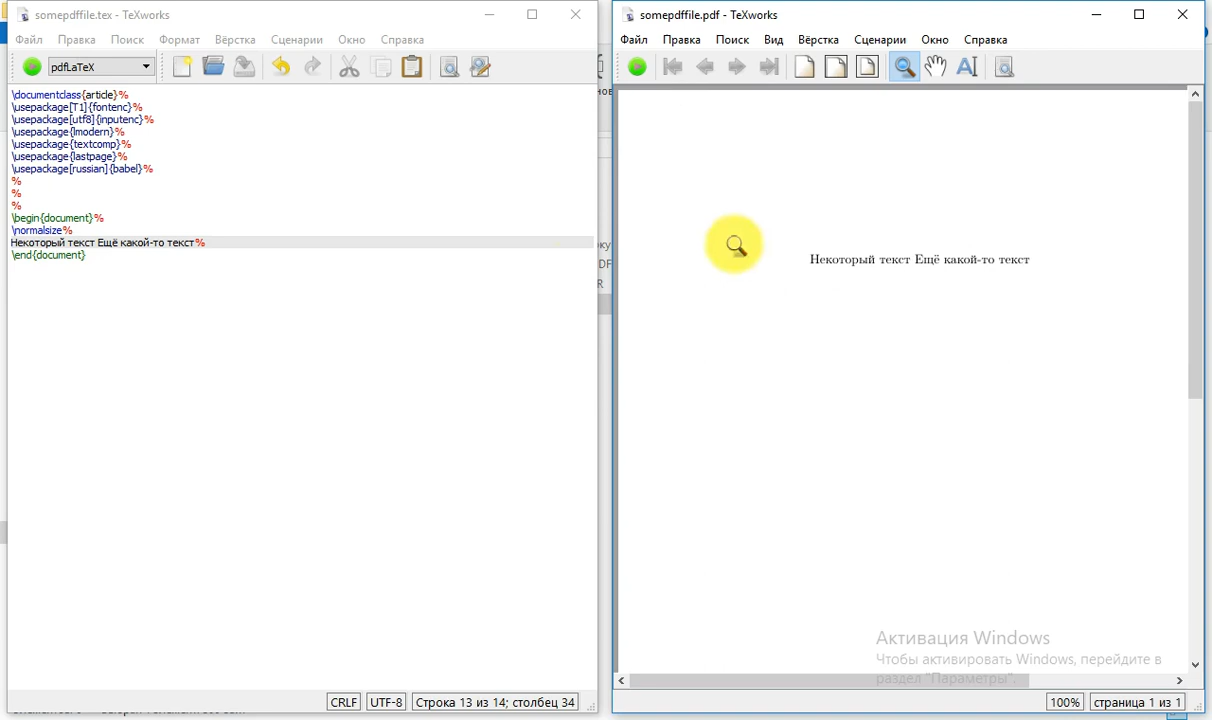 somepdffile.tex - TeXworks
Файл Правка Поиск Формат Вёрстка Сценарии Окно Справка
pdfLaTeX
\documentclass{article}%
\usepackage[T1]{fontenc}%
\usepackage[utf8]{inputenc}%
\usepackage{lmodern}%
\usepackage{textcomp}%
\usepackage{lastpage}%
\usepackage[russian]{babel}%
%
%
%
\begin{document}%
\normalsize%
Некоторый текст Ещё какой-то текст%
\end{document}
CRLF UTF-8 Строка 13 из 14; столбец 34
somepdffile.pdf - TeXworks
Файл Правка Поиск Вид Вёрстка Сценарии Окно Справка
Некоторый текст Ещё какой-то текст
Активация Windows
Чтобы активировать Windows, перейдите в
раздел "Параметры".
100% страница 1 из 1